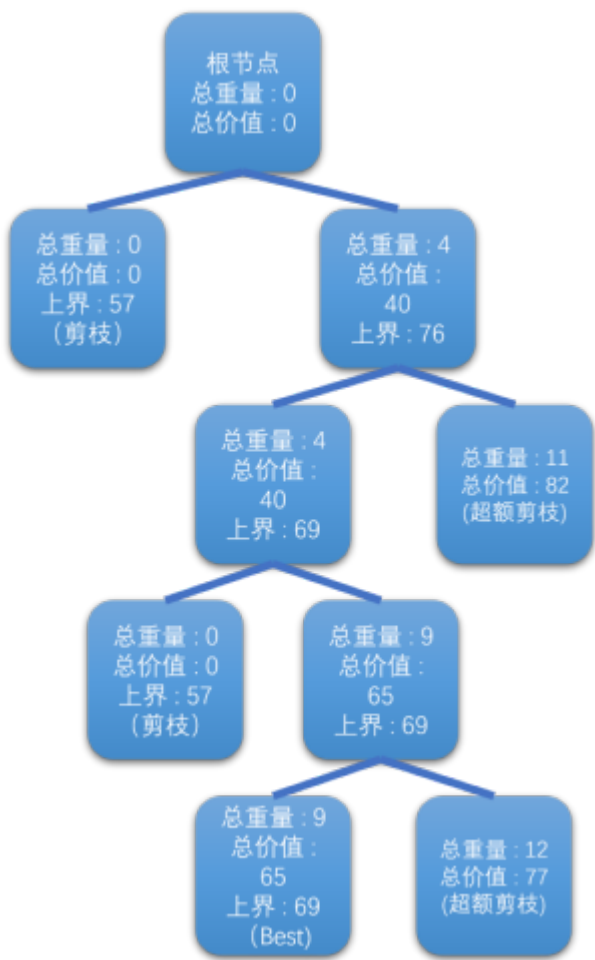 根节点
总重量 : 0
总价值 : 0
总重量 : 0
总价值 : 0
上界 : 57
（剪枝）
总重量 : 4
总价值 :
40
上界 : 76
总重量 : 4
总价值 :
40
上界 : 69
总重量 : 11
总价值 : 82
(超额剪枝)
总重量 : 0
总价值 : 0
上界 : 57
（剪枝）
总重量 : 9
总价值 :
65
上界 : 69
总重量 : 9
总价值 :
65
上界 : 69
（Best）
总重量 : 12
总价值 : 77
(超额剪枝)